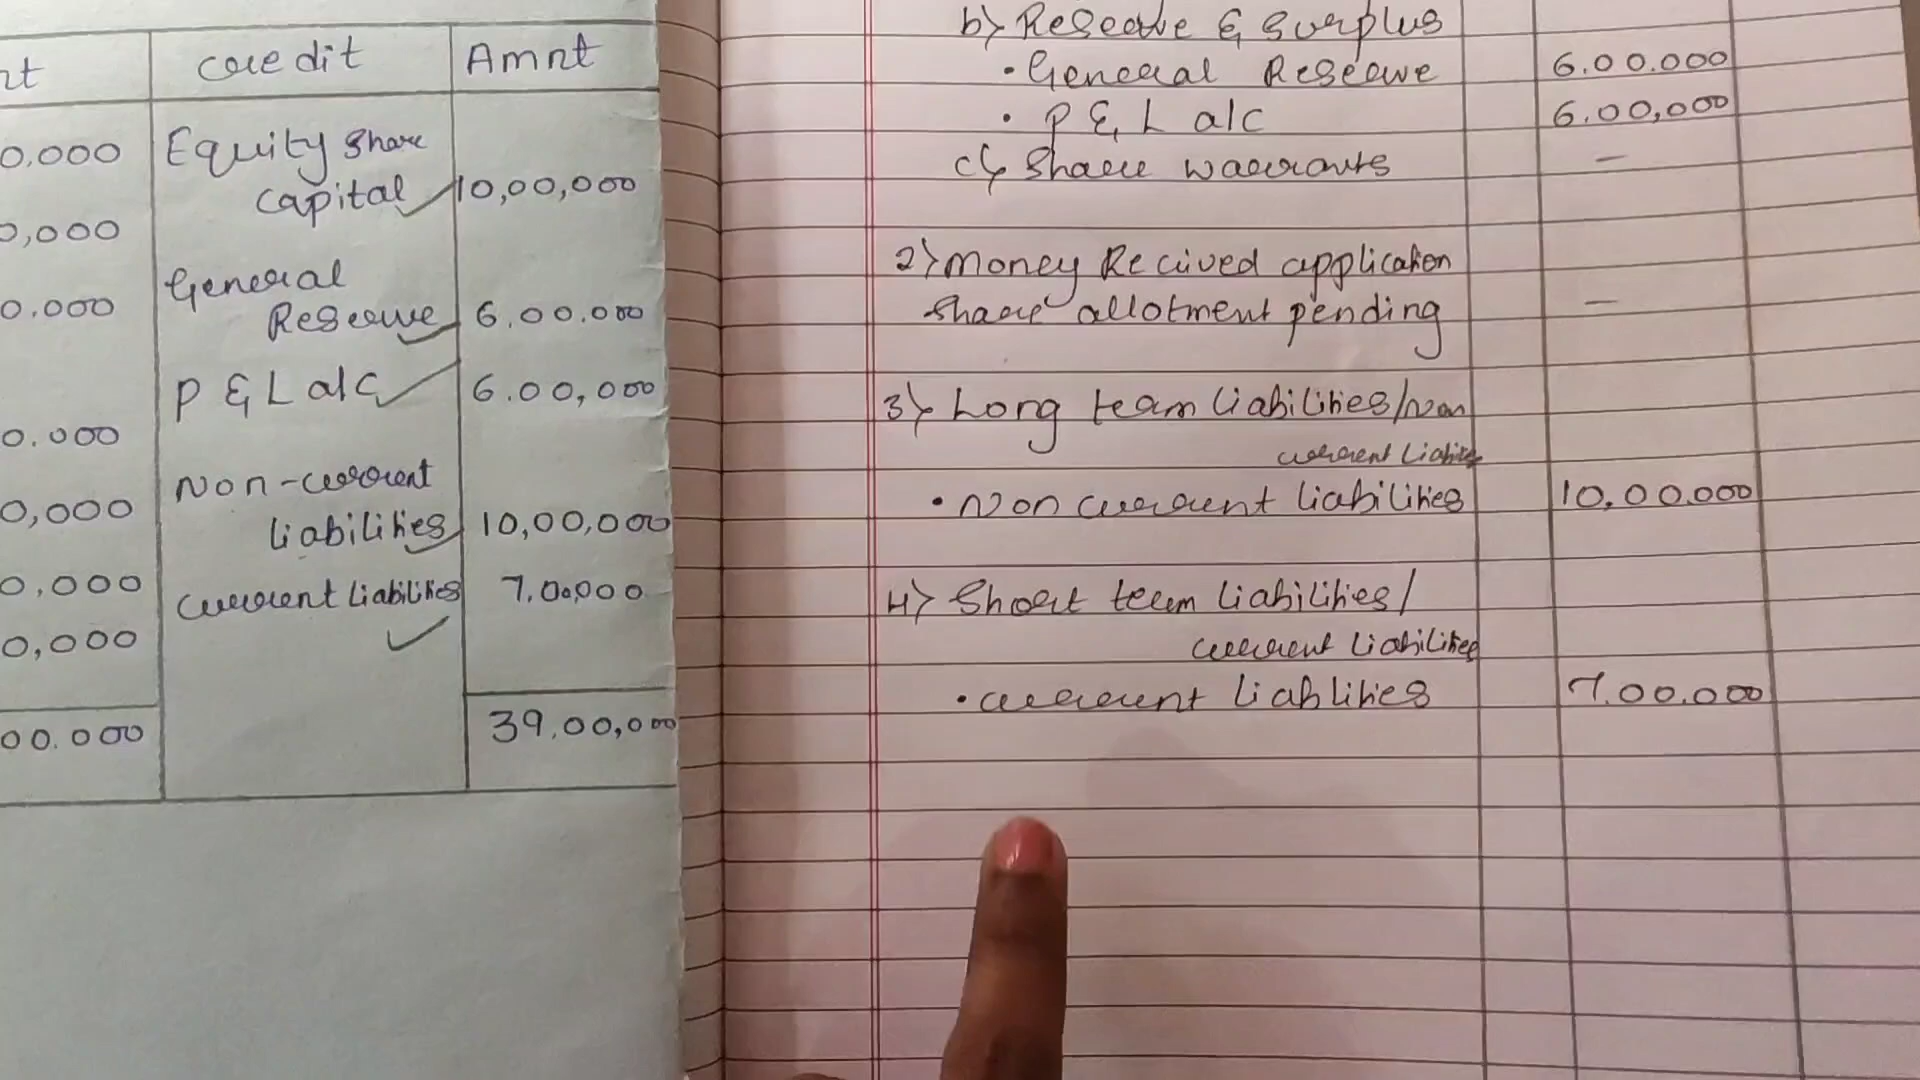 nt credit Amnt
0.000 Equity share
capital 10,00,000
0,000
General
0.000 Reserve 6.00.000
P & L a/c 6.00,000
0.000
Non-current
0,000 liabilities 10,00,000
0,000 current liabilities 7.00,000
0,000
00.000 39,00,000
b) Reserve & surplus
• General Reserve 6.00.000
• P & L a/c 6.00,000
c) Share warrants —
2) Money Recived application
share allotment pending —
3) Long term liabilities/Non
current liabilities
• Non current liabilities 10,00.000
4) Short term liabilities/
current liabilities
• current liablities 7.00.000